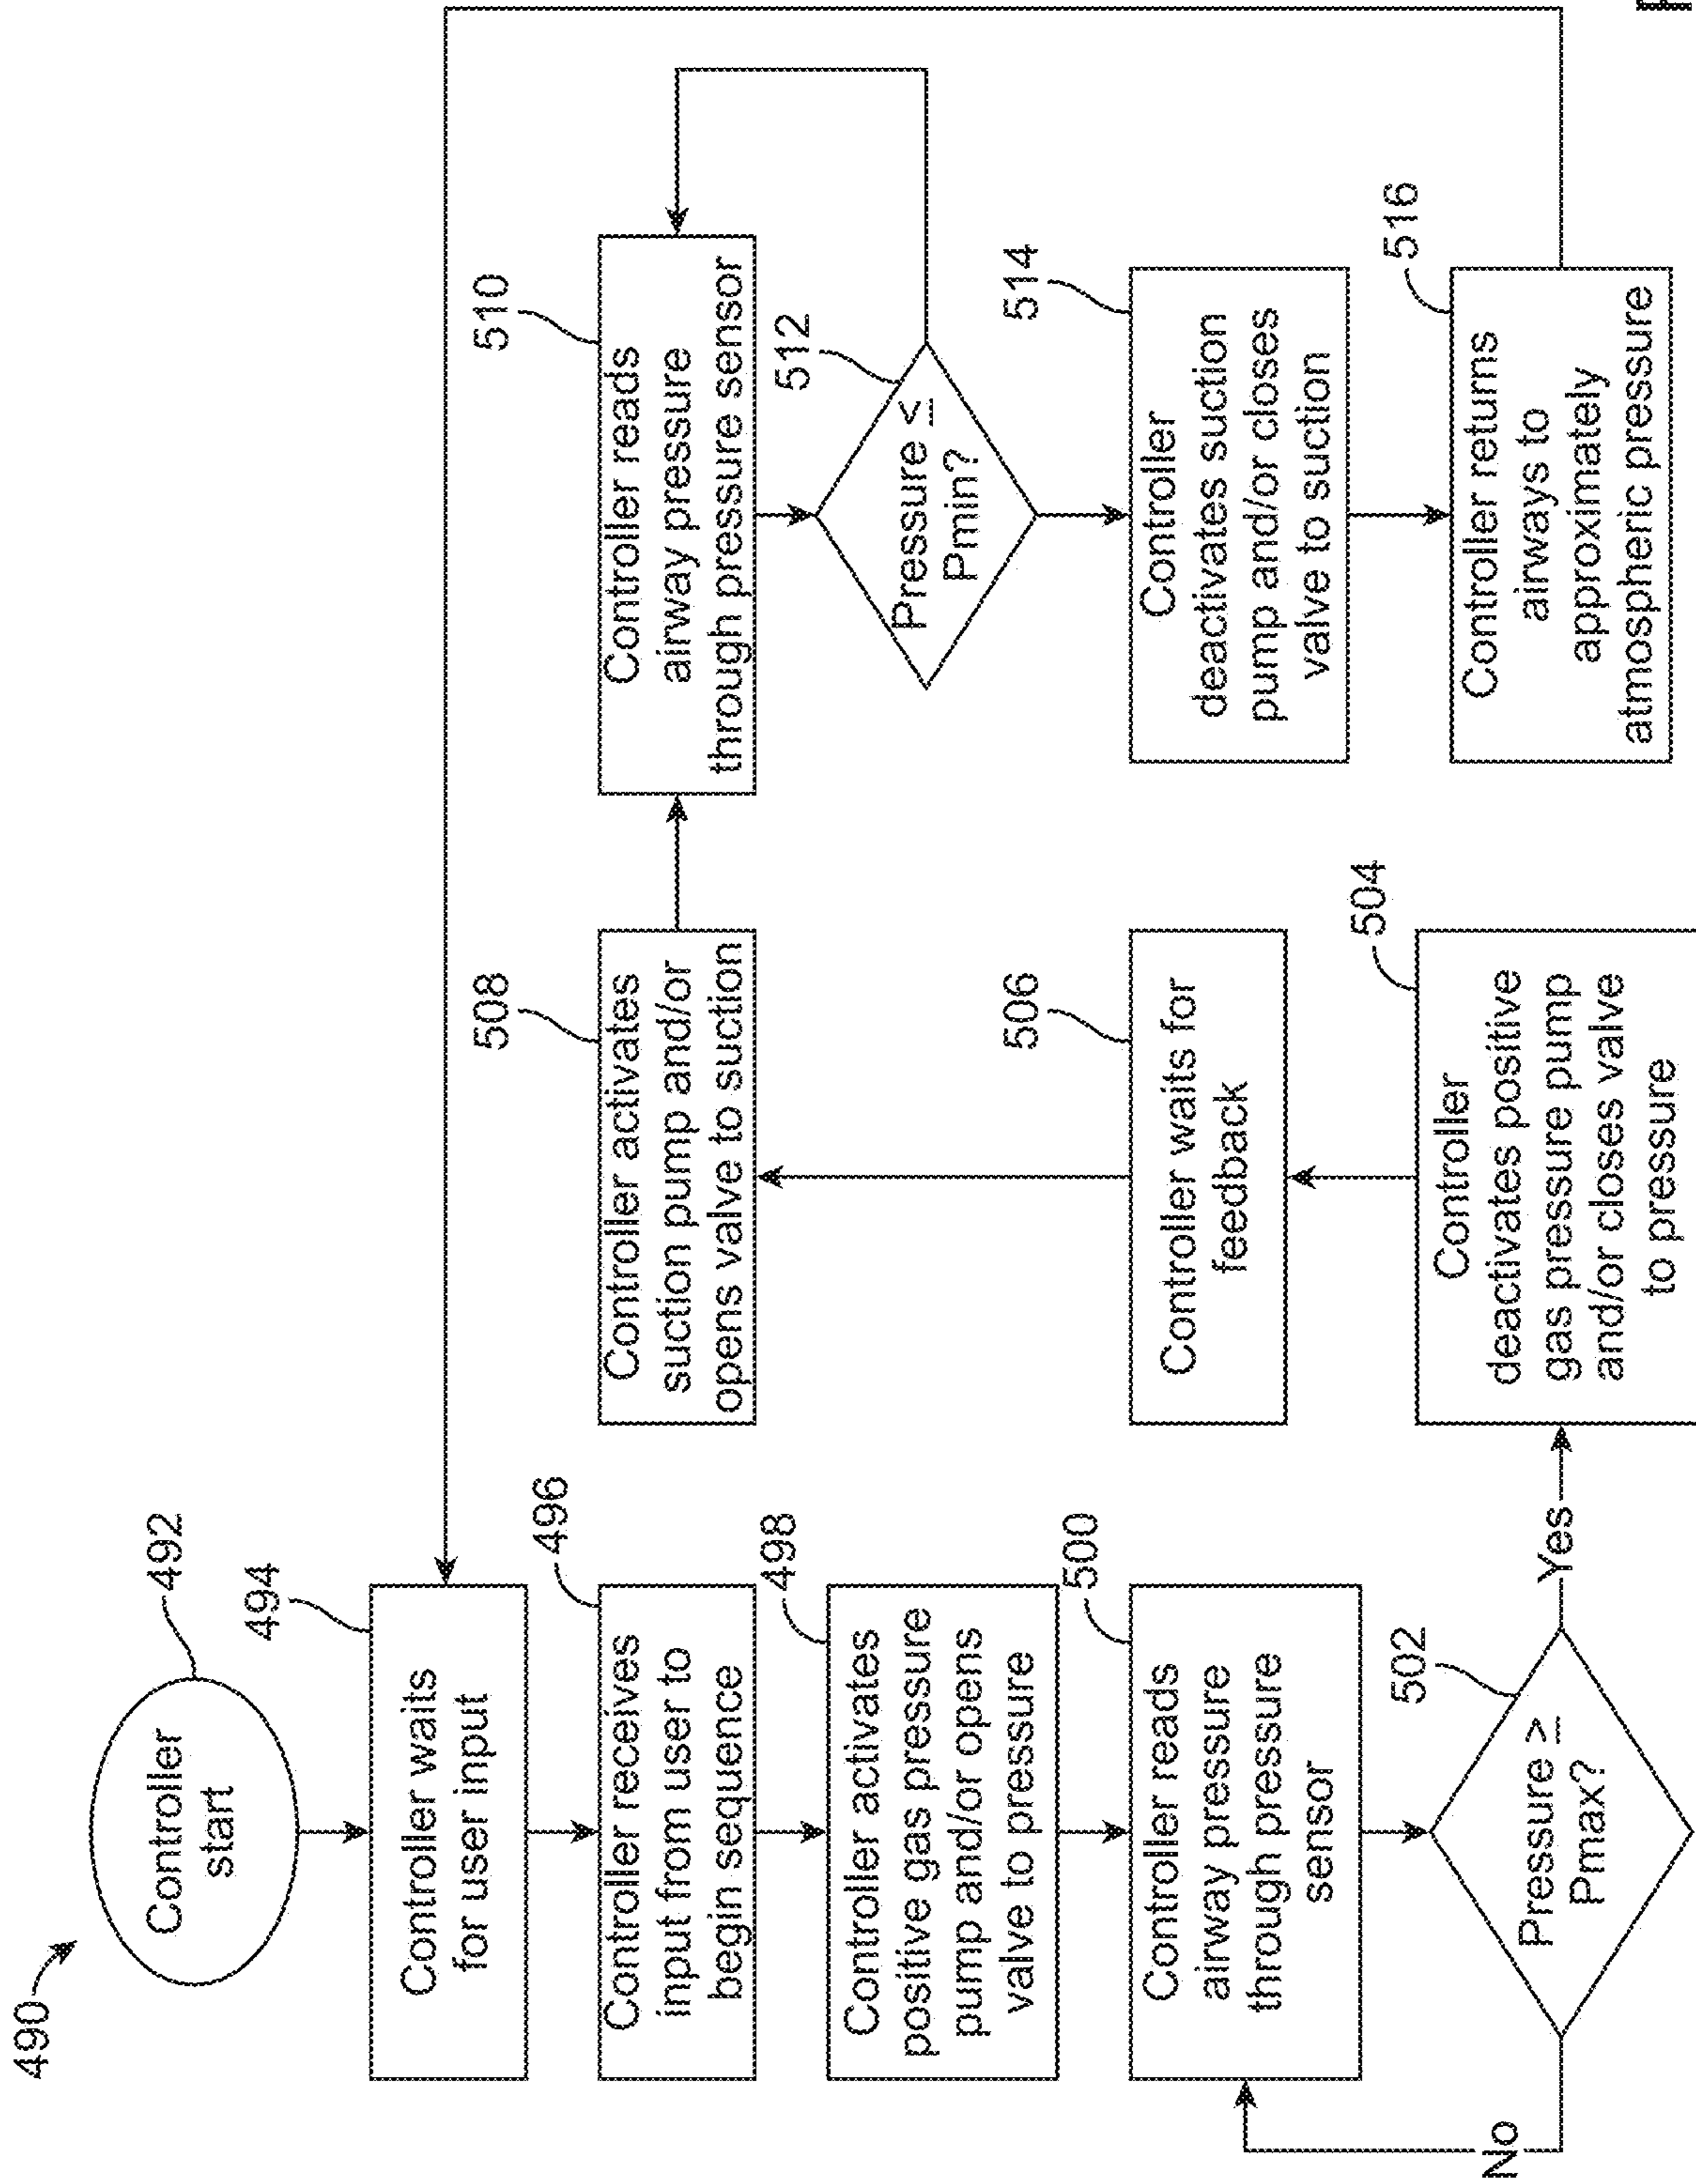 490
Controller
start
492
494
Controller waits
for user input
496
Controller receives
input from user to
begin sequence
498
Controller activates
positive gas pressure
pump and/or opens
valve to pressure
500
Controller reads
airway pressure
through pressure
sensor
502
Pressure ≥
Pmax?
No
Yes
504
Controller
deactivates positive
gas pressure pump
and/or closes valve
to pressure
506
Controller waits for
feedback
508
Controller activates
suction pump and/or
opens valve to suction
510
Controller reads
airway pressure
through pressure sensor
512
Pressure ≤
Pmin?
514
Controller
deactivates suction
pump and/or closes
valve to suction
516
Controller returns
airways to
approximately
atmospheric pressure